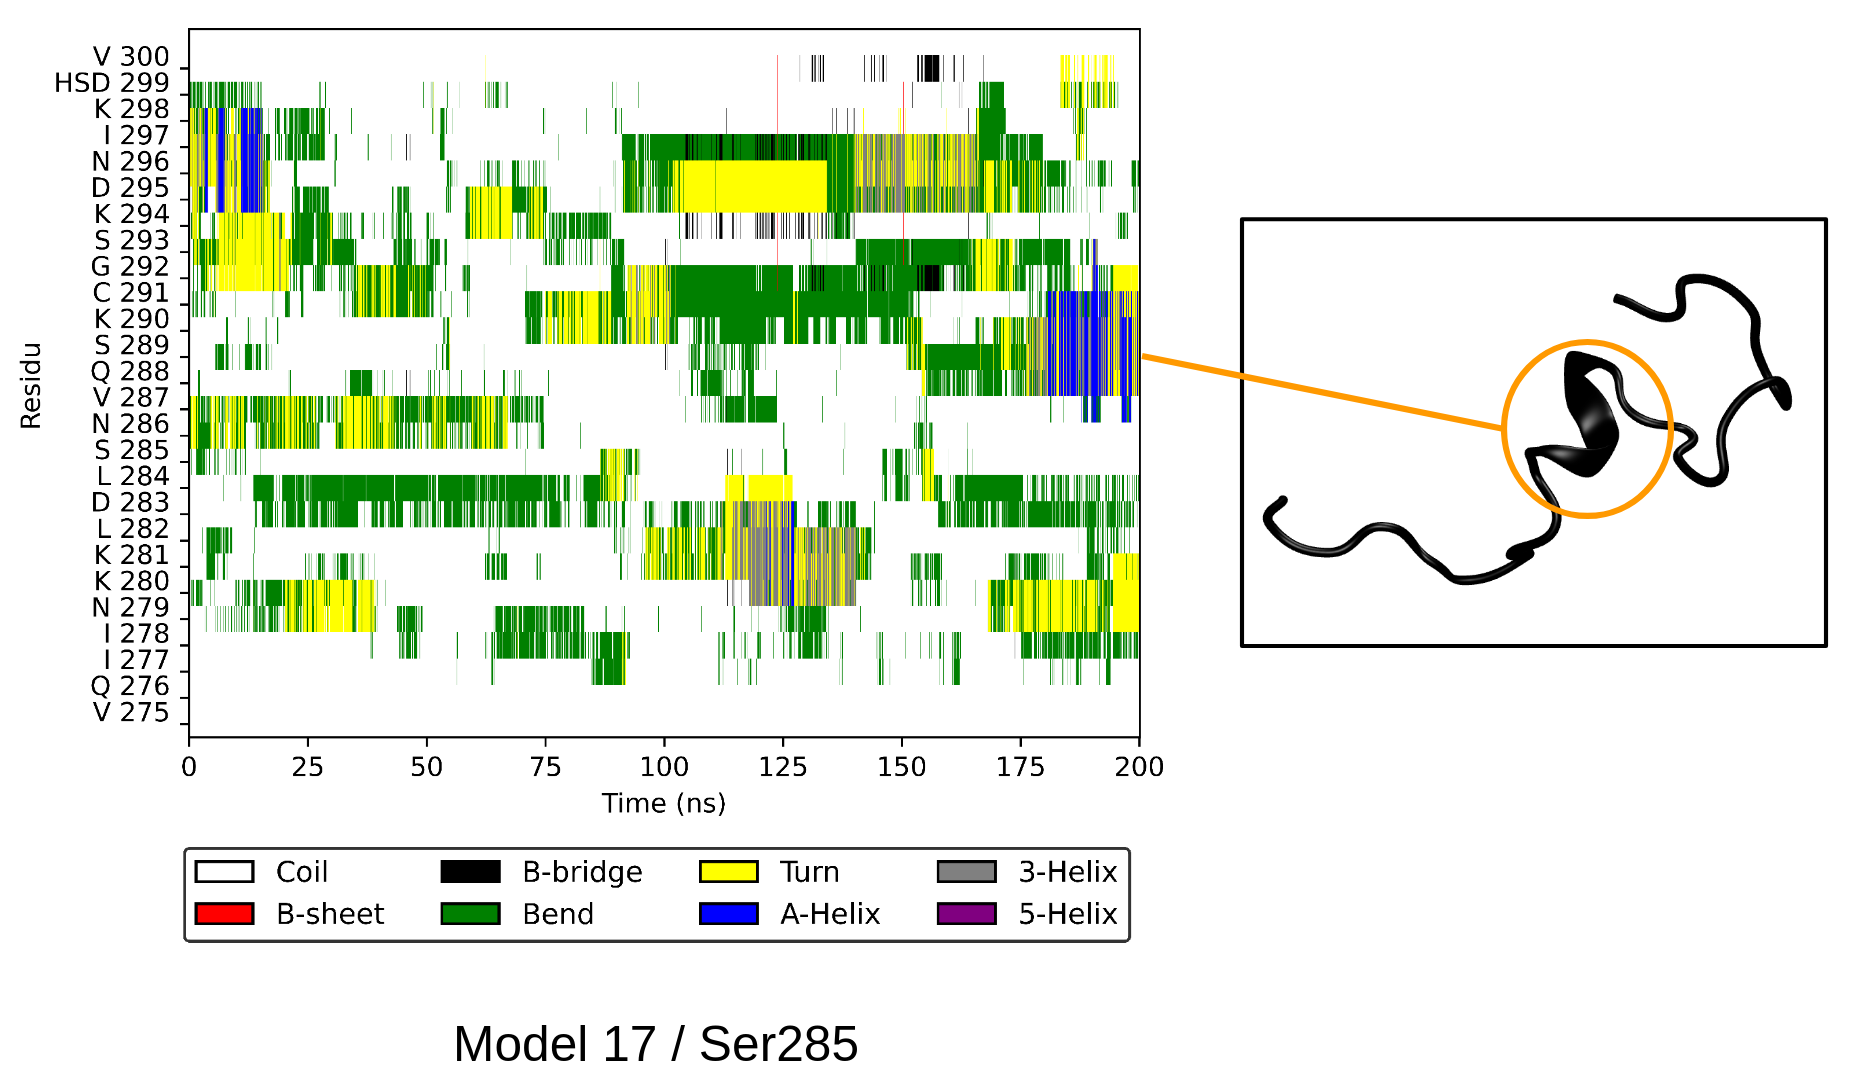 V 300
HSD 299
K 298
I 297
N 296
D 295
K 294
S 293
G 292
C 291
K 290
S 289
Q 288
V 287
N 286
S 285
L 284
D 283
L 282
K 281
K 280
N 279
I 278
I 277
Q 276
V 275
Residu
0 25 50 75 100 125 150 175 200
Time (ns)
Coil B-bridge Turn 3-Helix
B-sheet Bend A-Helix 5-Helix
Model 17 / Ser285